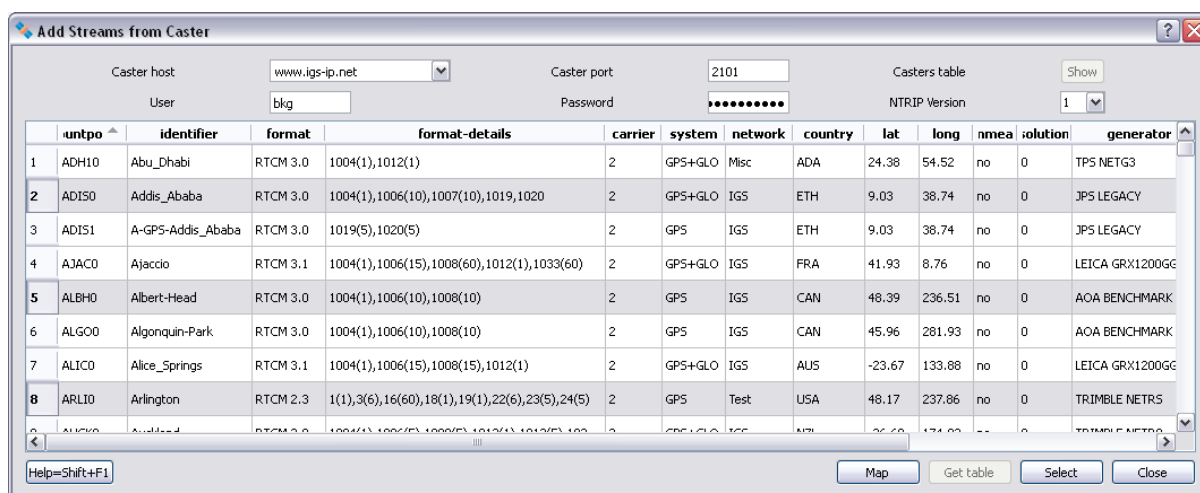 Add Streams from Caster
Caster host www.igs-ip.net Caster port 2101 Casters table Show
User bkg Password •••••••••• NTRIP Version 1
untpo identifier format format-details carrier system network country lat long nmea solution generator
1 ADH10 Abu_Dhabi RTCM 3.0 1004(1),1012(1) 2 GPS+GLO Misc ADA 24.38 54.52 no 0 TPS NETG3
2 ADIS0 Addis_Ababa RTCM 3.0 1004(1),1006(10),1007(10),1019,1020 2 GPS+GLO IGS ETH 9.03 38.74 no 0 JPS LEGACY
3 ADIS1 A-GPS-Addis_Ababa RTCM 3.0 1019(5),1020(5) 2 GPS IGS ETH 9.03 38.74 no 0 JPS LEGACY
4 AJAC0 Ajaccio RTCM 3.1 1004(1),1006(15),1008(60),1012(1),1033(60) 2 GPS+GLO IGS FRA 41.93 8.76 no 0 LEICA GRX1200GG
5 ALBH0 Albert-Head RTCM 3.0 1004(1),1006(10),1008(10) 2 GPS IGS CAN 48.39 236.51 no 0 AOA BENCHMARK
6 ALGO0 Algonquin-Park RTCM 3.0 1004(1),1006(10),1008(10) 2 GPS IGS CAN 45.96 281.93 no 0 AOA BENCHMARK
7 ALIC0 Alice_Springs RTCM 3.1 1004(1),1006(15),1008(15),1012(1) 2 GPS+GLO IGS AUS -23.67 133.88 no 0 LEICA GRX1200GG
8 ARLI0 Arlington RTCM 2.3 1(1),3(6),16(60),18(1),19(1),22(6),23(5),24(5) 2 GPS Test USA 48.17 237.86 no 0 TRIMBLE NETRS
Help=Shift+F1 Map Get table Select Close